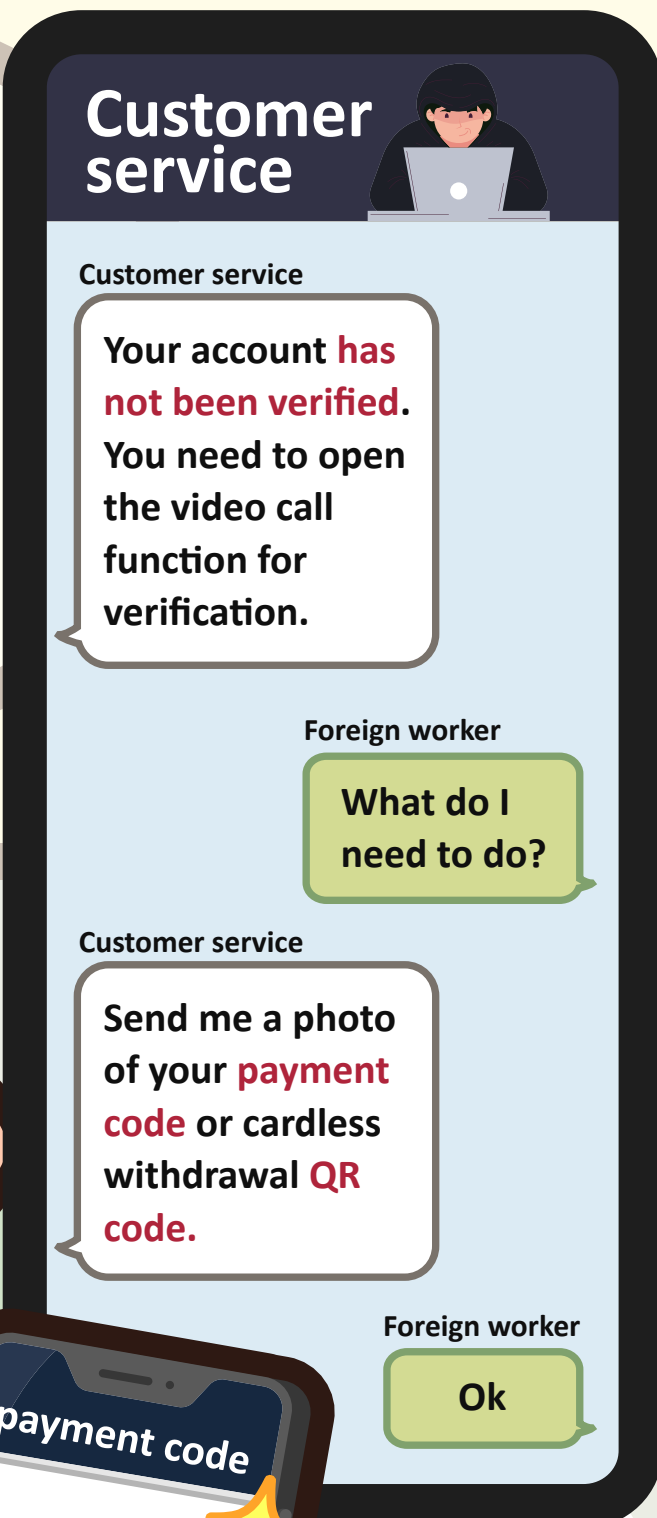 Customer
service
Customer service
Your account has
not been verified.
You need to open
the video call
function for
verification.
Foreign worker
What do I
need to do?
Customer service
Send me a photo
of your payment
code or cardless
withdrawal QR
code.
Foreign worker
Ok
payment code